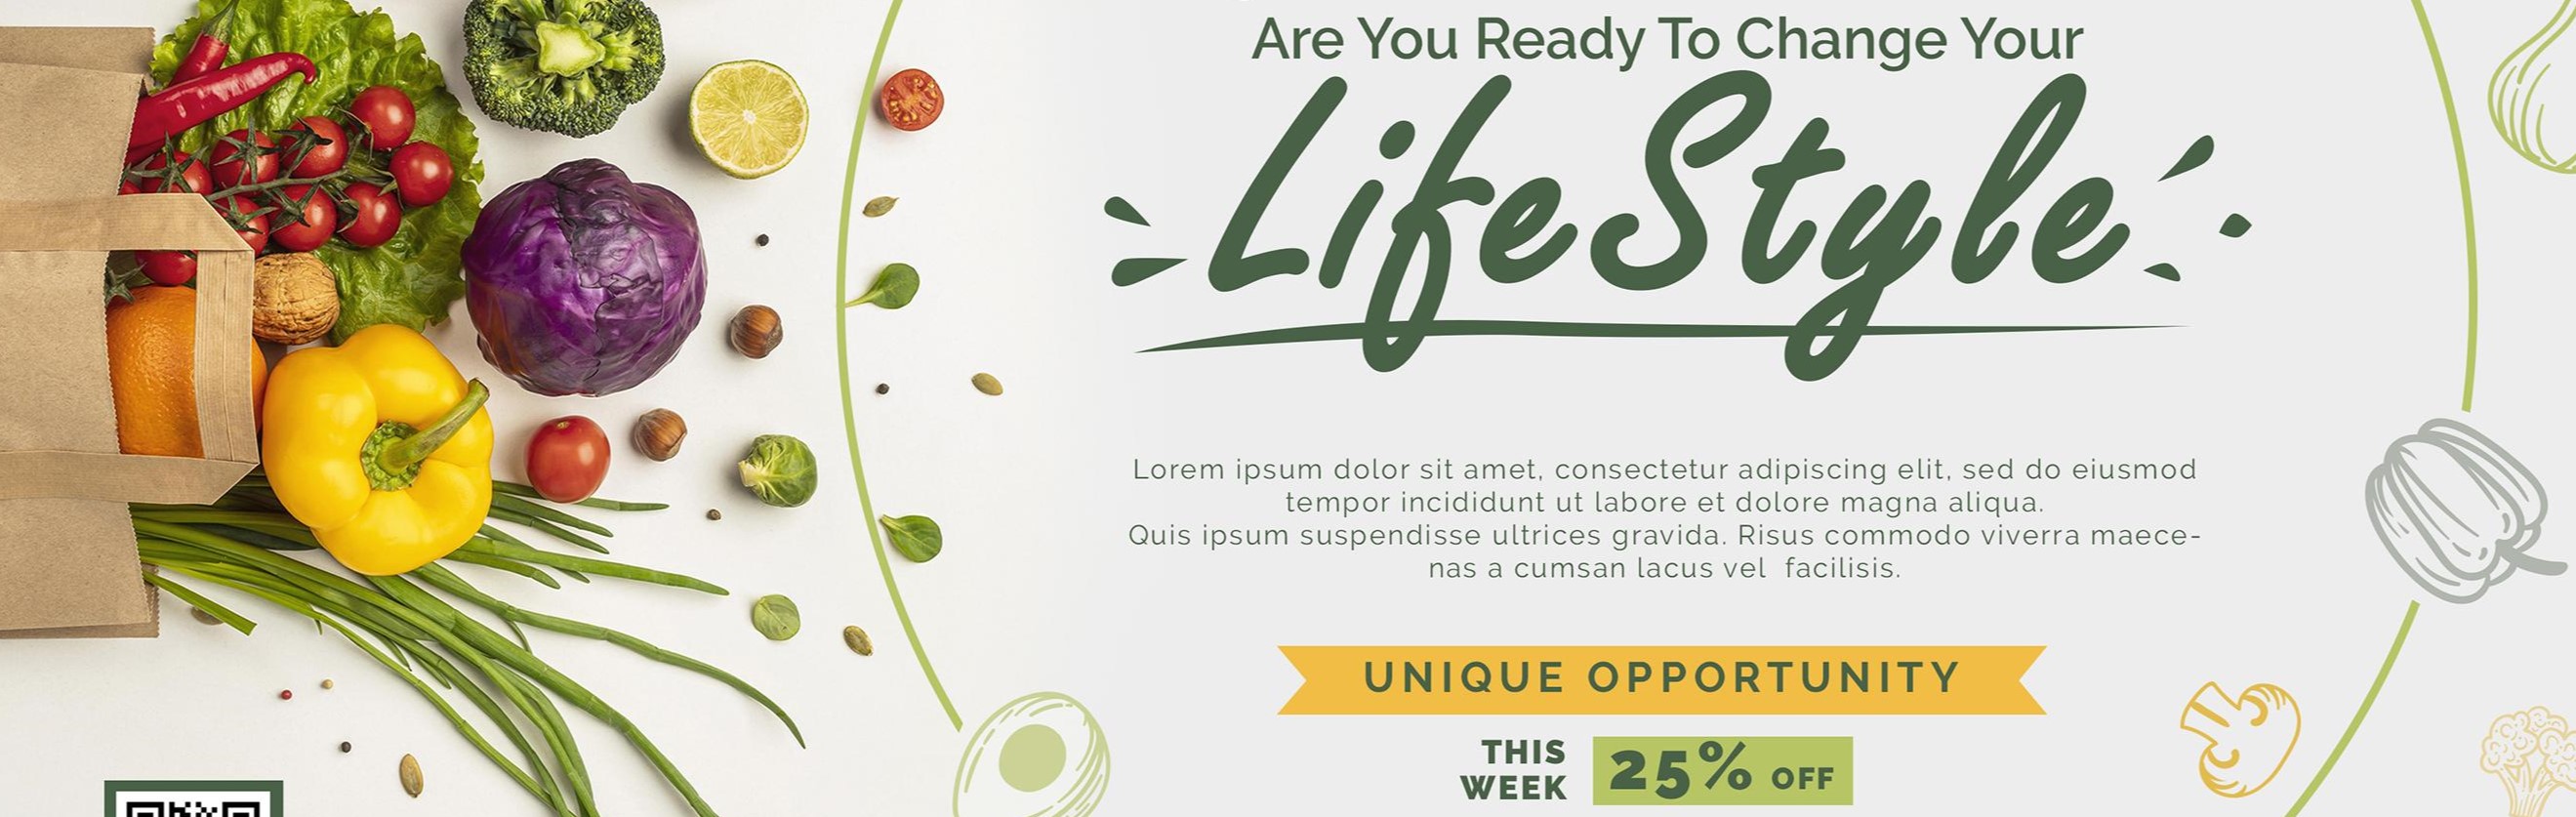 Are You Ready To Change Your
LifeStyle
Lorem ipsum dolor sit amet, consectetur adipiscing elit, sed do eiusmod
tempor incididunt ut labore et dolore magna aliqua.
Quis ipsum suspendisse ultrices gravida. Risus commodo viverra maece-
nas a cumsan lacus vel facilisis.
UNIQUE OPPORTUNITY
THIS
WEEK
25% OFF